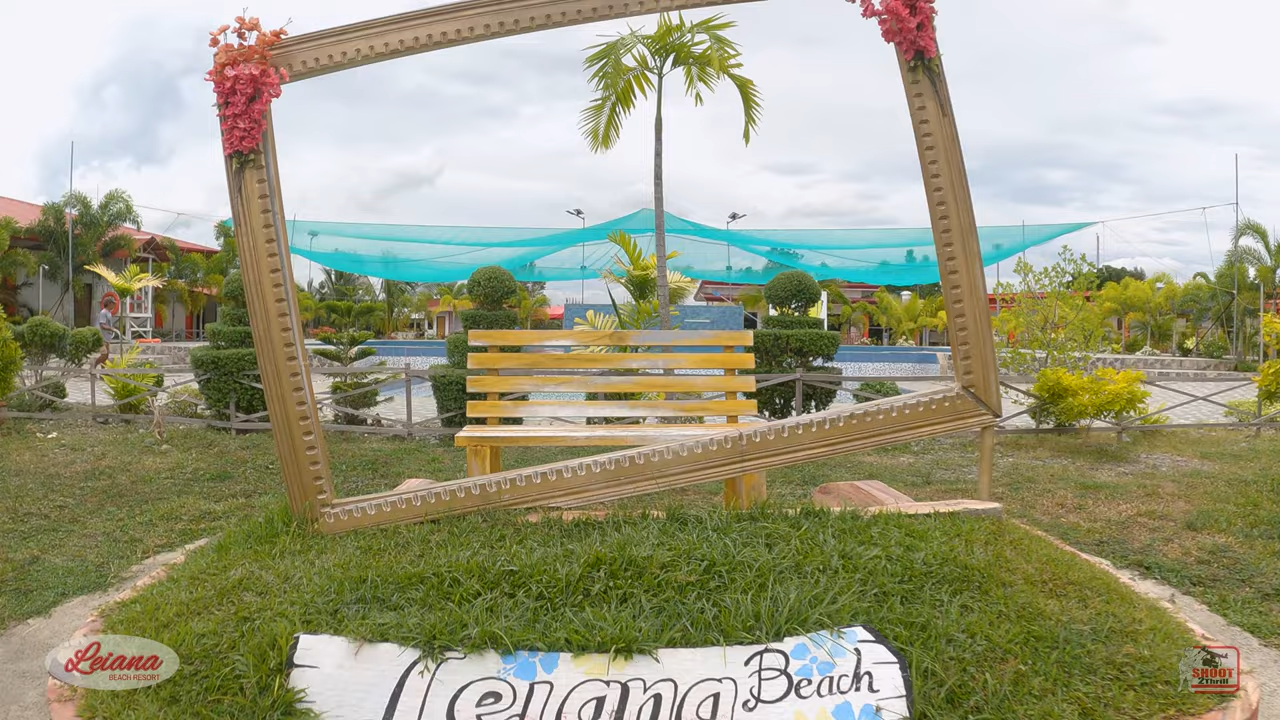 Leiana Beach
Leiana
BEACH RESORT
SHOOT
2Thrill